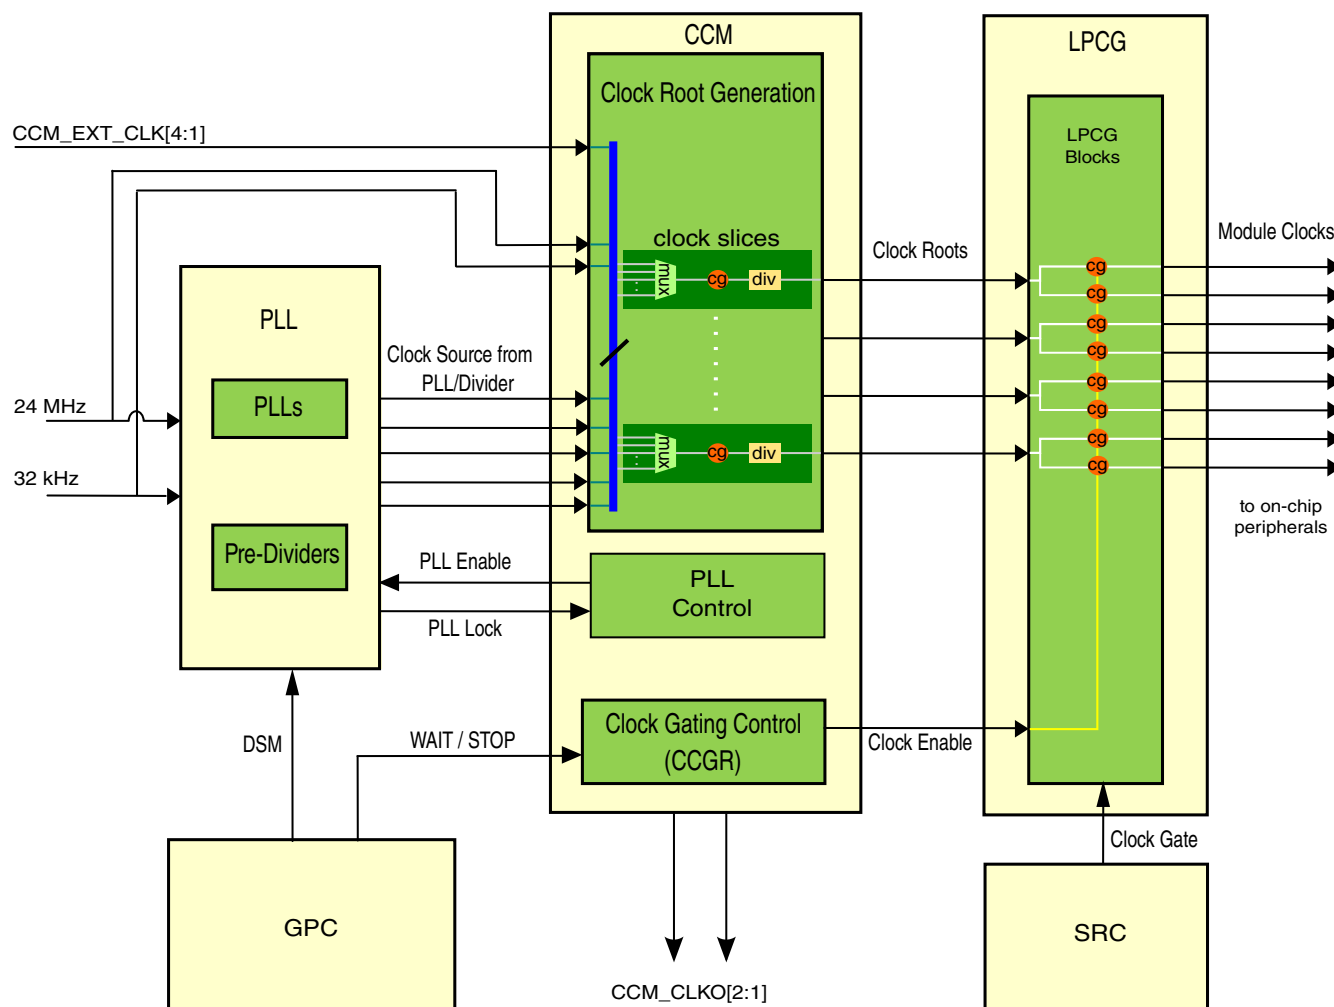 CCM
LPCG
Clock Root Generation
CCM_EXT_CLK[4:1]
LPCG
Blocks
clock slices
Clock Roots
Module Clocks
mux
cg
div
cg
cg
PLL
cg
cg
Clock Source from
PLL/Divider
24 MHz
PLLs
cg
cg
mux
cg
div
cg
cg
32 kHz
to on-chip
peripherals
Pre-Dividers
PLL Enable
PLL
Control
PLL Lock
DSM
WAIT / STOP
Clock Gating Control
(CCGR)
Clock Enable
Clock Gate
GPC
SRC
CCM_CLKO[2:1]